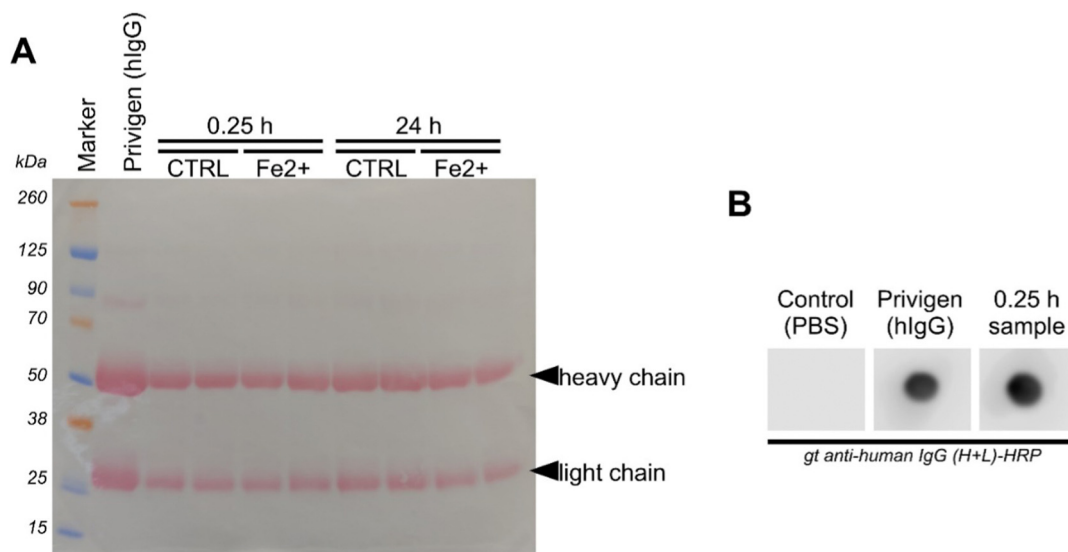 A
Marker
Privigen (hIgG)
0.25 h
24 h
CTRL
Fe2+
CTRL
Fe2+
kDa
260
125
90
70
50
38
25
15
heavy chain
light chain
B
Control
(PBS)
Privigen
(hIgG)
0.25 h
sample
gt anti-human IgG (H+L)-HRP